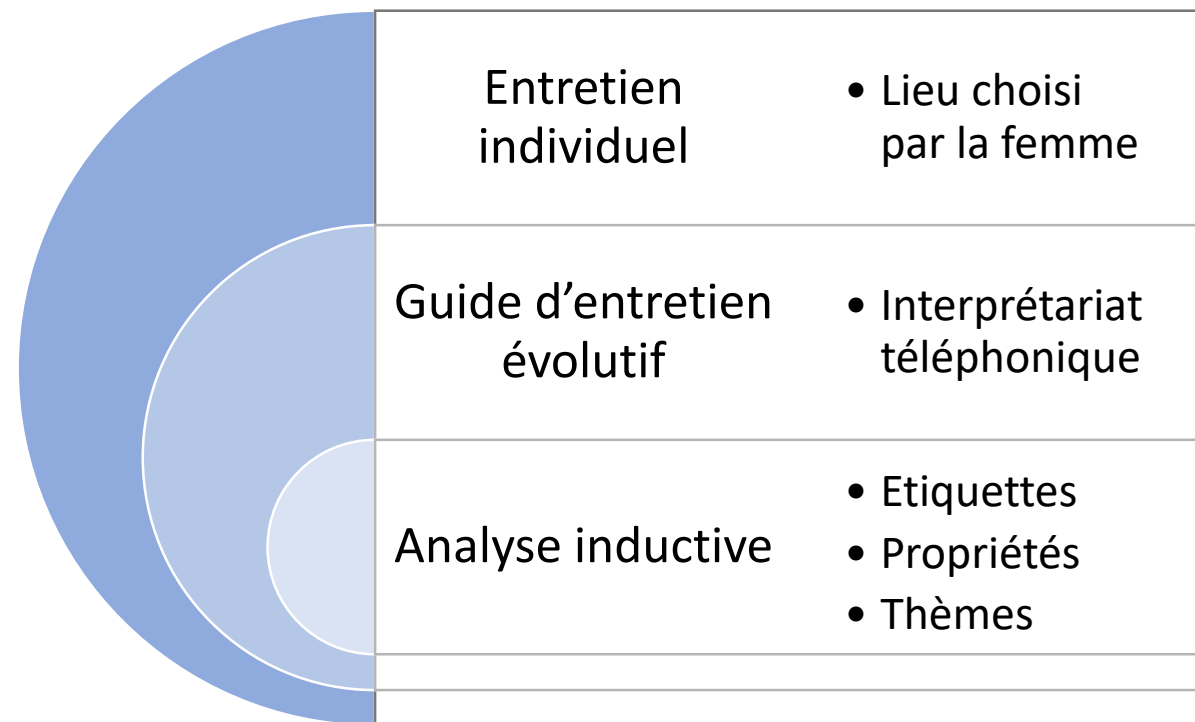 Entretien
individuel
• Lieu choisi
par la femme
Guide d’entretien
évolutif
• Interprétariat
téléphonique
Analyse inductive
• Etiquettes
• Propriétés
• Thèmes